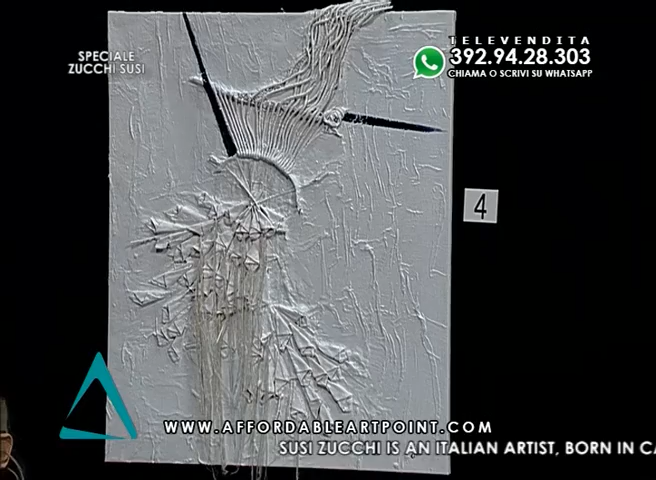 SPECIALE
ZUCCHI SUSI
TELEVENDITA
392.94.28.303
CHIAMA O SCRIVI SU WHATSAPP
4
WWW.AFFORDABLEARTPOINT.COM
SUSI ZUCCHI IS AN ITALIAN ARTIST, BORN IN CA